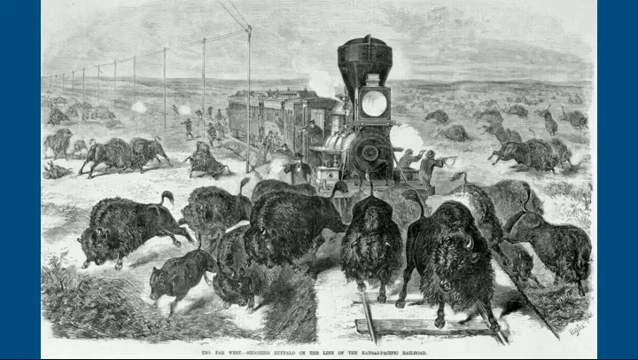 THE FAR WEST.—SHOOTING BUFFALO ON THE LINE OF THE KANSAS-PACIFIC RAILROAD.